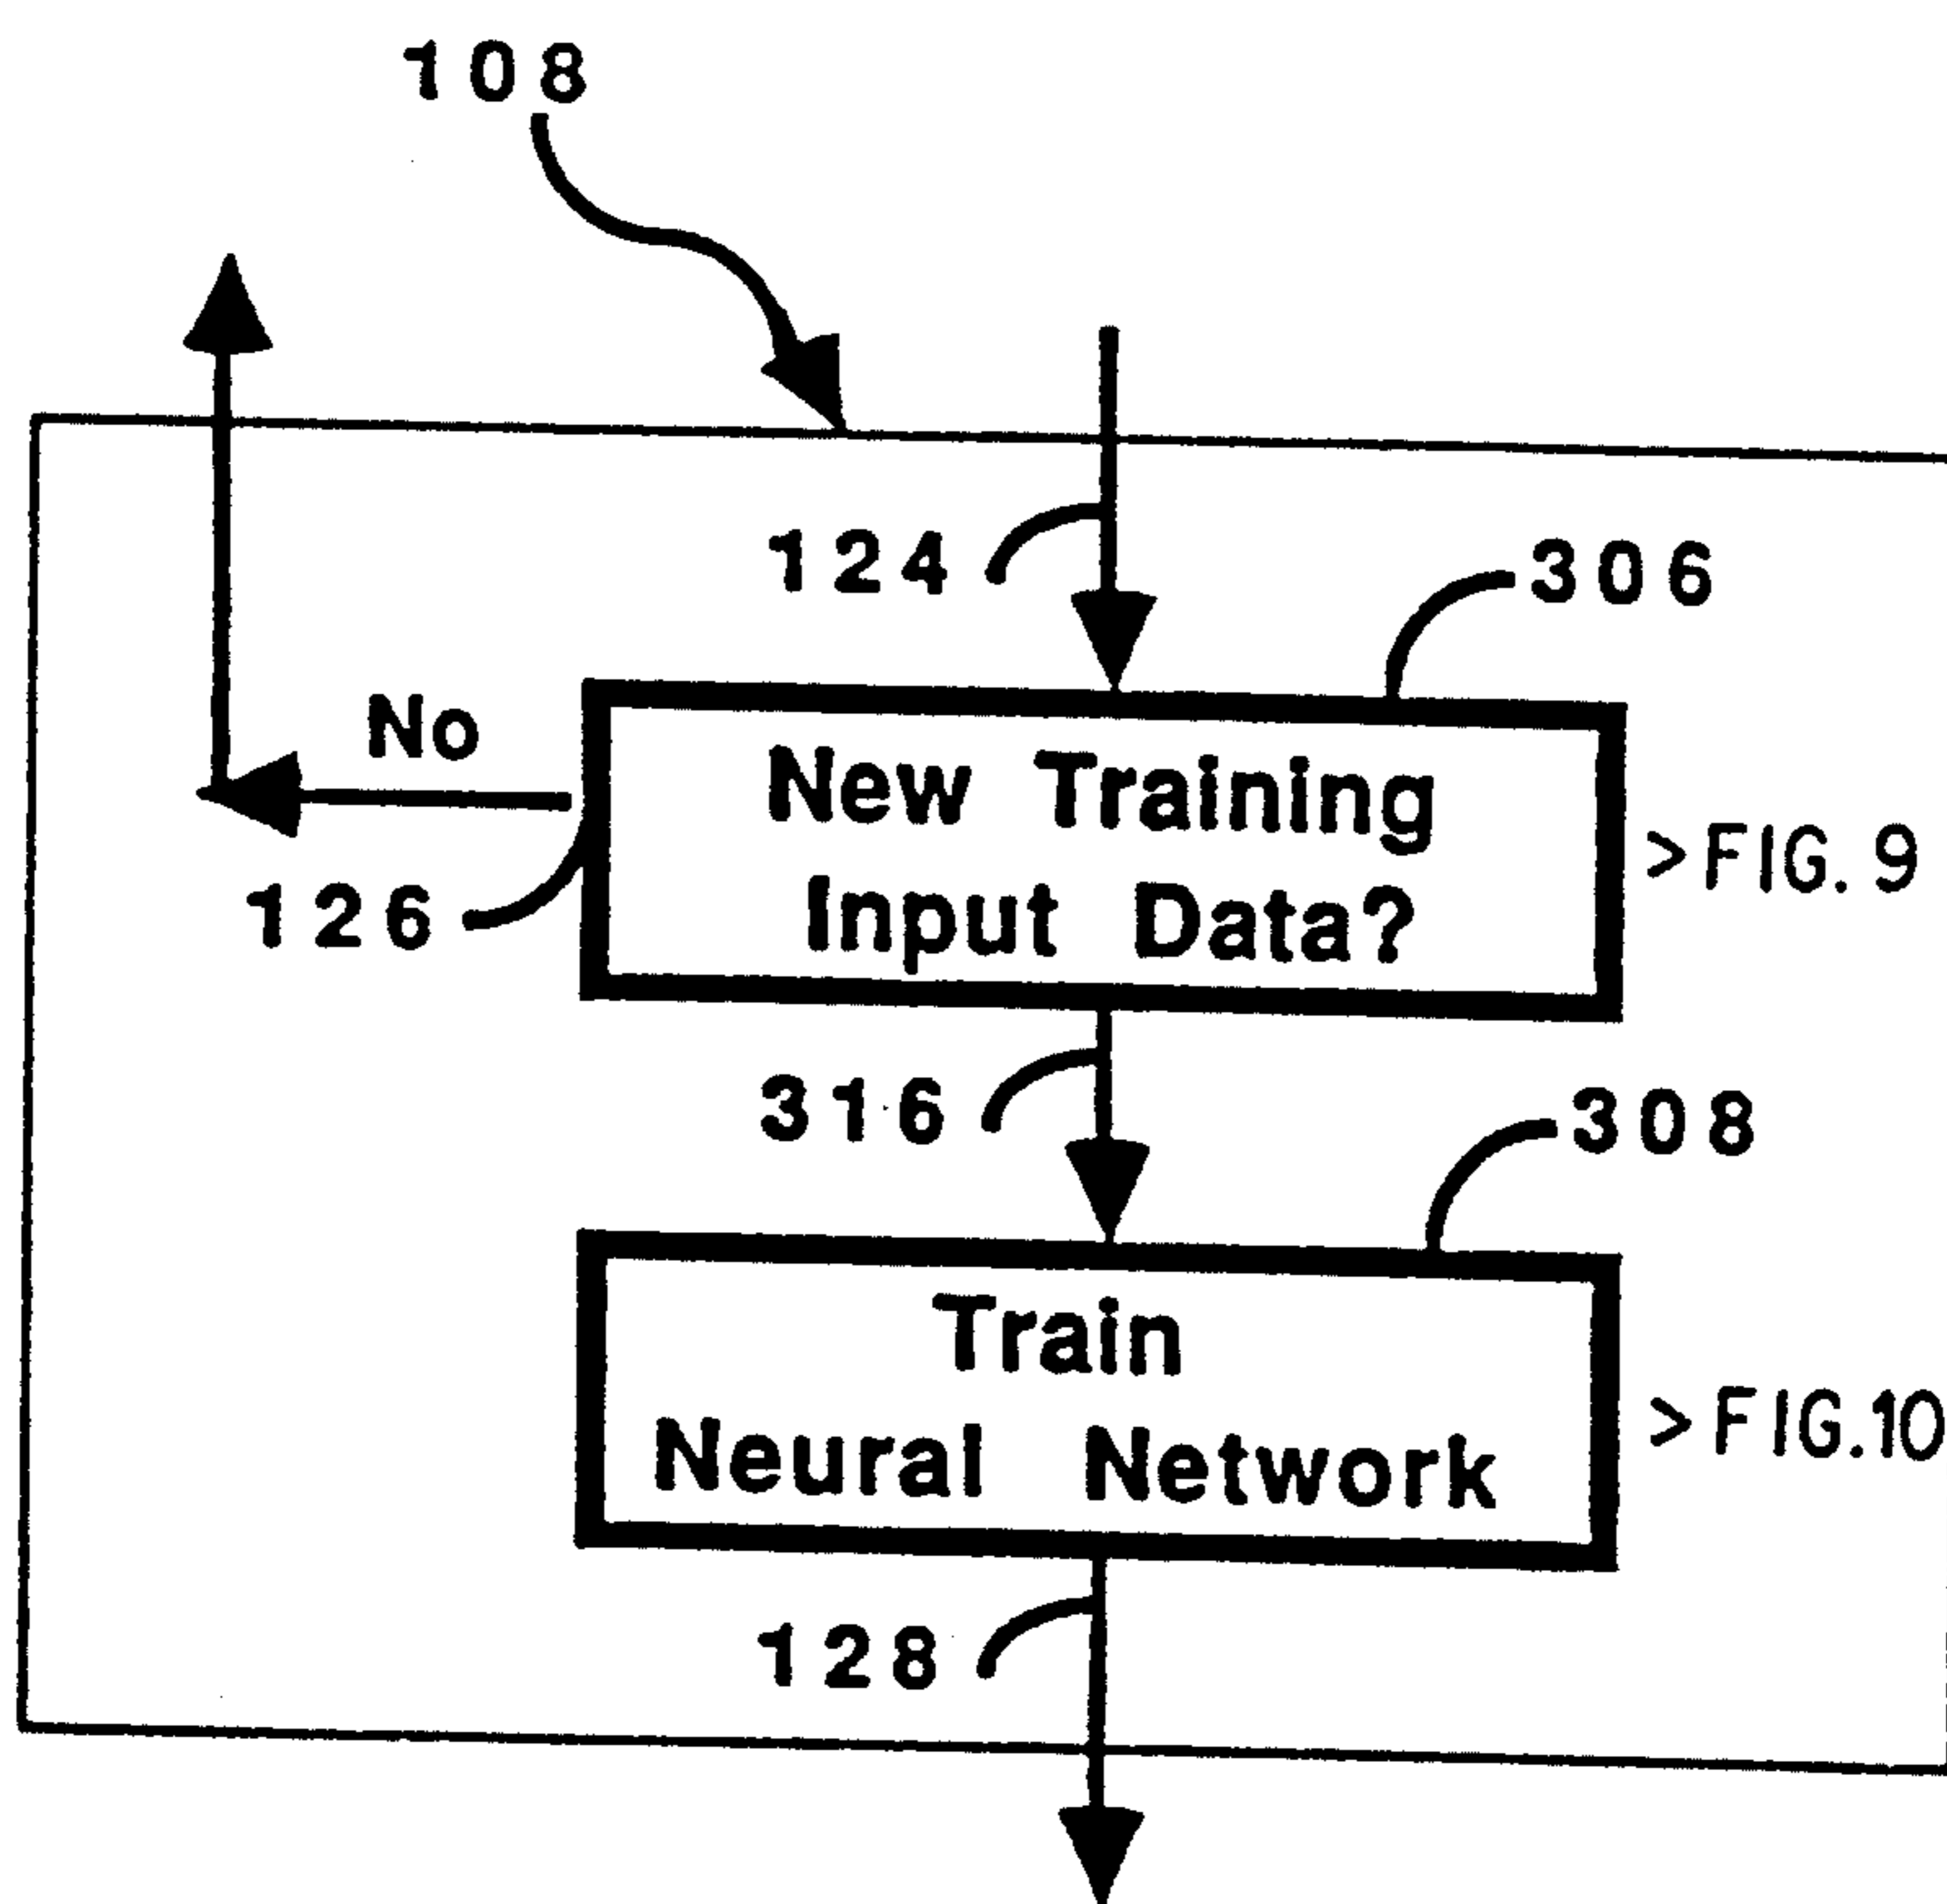 108
124
306
No
New Training
Input Data?
>FIG. 9
126
316
308
Train
Neural Network
>FIG.10
128